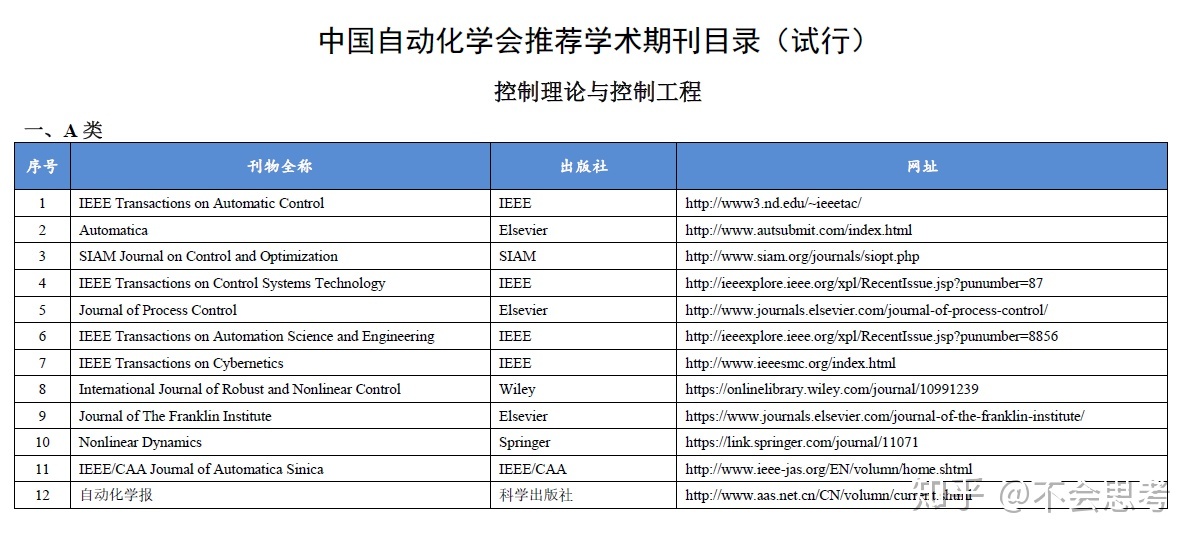 中国自动化学会推荐学术期刊目录（试行）
控制理论与控制工程
一、A 类
序号 刊物全称 出版社 网址
1 IEEE Transactions on Automatic Control IEEE http://www3.nd.edu/~ieeetac/
2 Automatica Elsevier http://www.autsubmit.com/index.html
3 SIAM Journal on Control and Optimization SIAM http://www.siam.org/journals/siopt.php
4 IEEE Transactions on Control Systems Technology IEEE http://ieeexplore.ieee.org/xpl/RecentIssue.jsp?punumber=87
5 Journal of Process Control Elsevier http://www.journals.elsevier.com/journal-of-process-control/
6 IEEE Transactions on Automation Science and Engineering IEEE http://ieeexplore.ieee.org/xpl/RecentIssue.jsp?punumber=8856
7 IEEE Transactions on Cybernetics IEEE http://www.ieeesmc.org/index.html
8 International Journal of Robust and Nonlinear Control Wiley https://onlinelibrary.wiley.com/journal/10991239
9 Journal of The Franklin Institute Elsevier https://www.journals.elsevier.com/journal-of-the-franklin-institute/
10 Nonlinear Dynamics Springer https://link.springer.com/journal/11071
11 IEEE/CAA Journal of Automatica Sinica IEEE/CAA http://www.ieee-jas.org/EN/volumn/home.shtml
12 自动化学报 科学出版社 http://www.aas.net.cn/CN/volumn/current.shtml
知乎 @不会思考